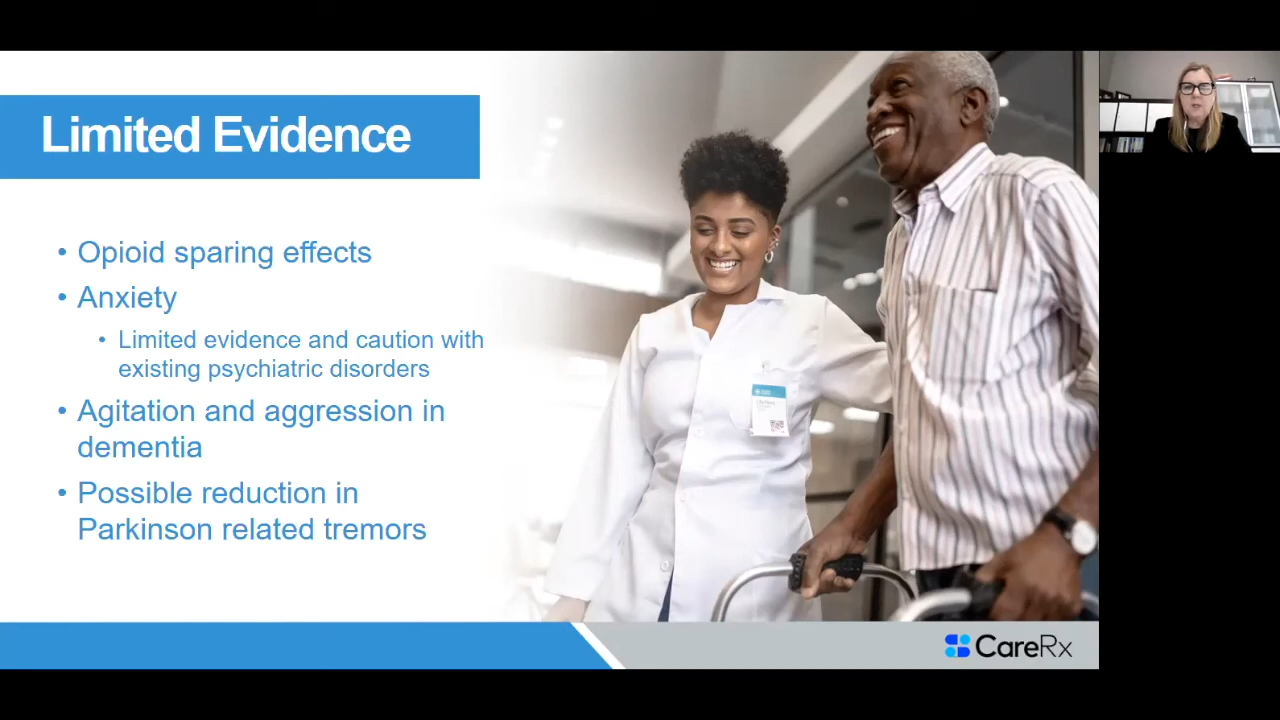 Limited Evidence
• Opioid sparing effects
• Anxiety
• Limited evidence and caution with
existing psychiatric disorders
• Agitation and aggression in
dementia
• Possible reduction in
Parkinson related tremors
CareRx